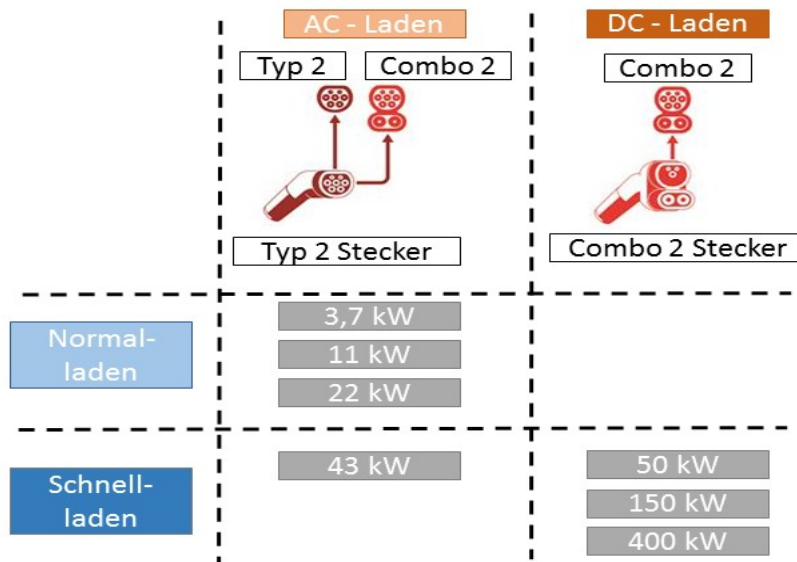 AC - Laden
DC - Laden
Typ 2
Combo 2
Combo 2
Typ 2 Stecker
Combo 2 Stecker
Normal-
laden
3,7 kW
11 kW
22 kW
Schnell-
laden
43 kW
50 kW
150 kW
400 kW